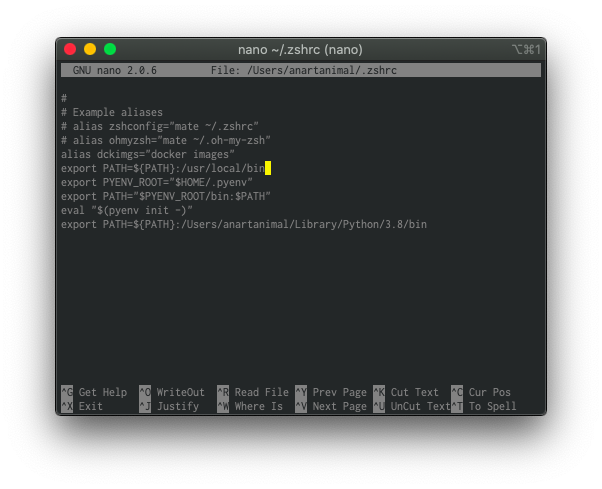 nano ~/.zshrc (nano)
⌥⌘1
GNU nano 2.0.6 File: /Users/anartanimal/.zshrc
#
# Example aliases
# alias zshconfig="mate ~/.zshrc"
# alias ohmyzsh="mate ~/.oh-my-zsh"
alias dckimgs="docker images"
export PATH=${PATH}:/usr/local/bin
export PYENV_ROOT="$HOME/.pyenv"
export PATH="$PYENV_ROOT/bin:$PATH"
eval "$(pyenv init -)"
export PATH=${PATH}:/Users/anartanimal/Library/Python/3.8/bin
^G Get Help ^O WriteOut ^R Read File ^Y Prev Page ^K Cut Text ^C Cur Pos
^X Exit ^J Justify ^W Where Is ^V Next Page ^U UnCut Text ^T To Spell